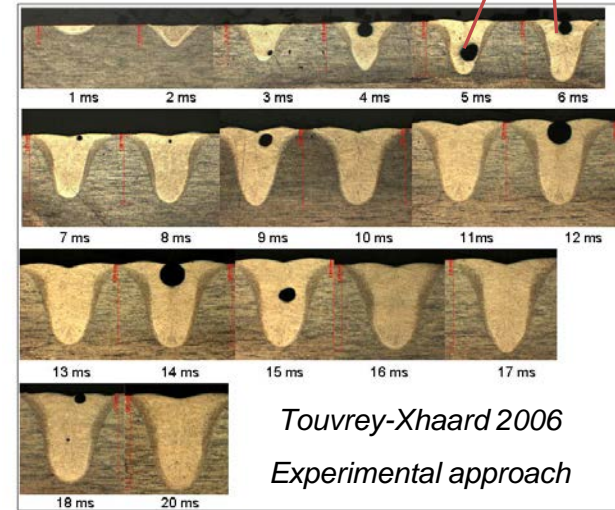 1 ms 2 ms 3 ms 4 ms 5 ms 6 ms
7 ms 8 ms 9 ms 10 ms 11ms 12 ms
13 ms 14 ms 15 ms 16 ms 17 ms
18 ms 20 ms
Touvrey-Xhaard 2006
Experimental approach